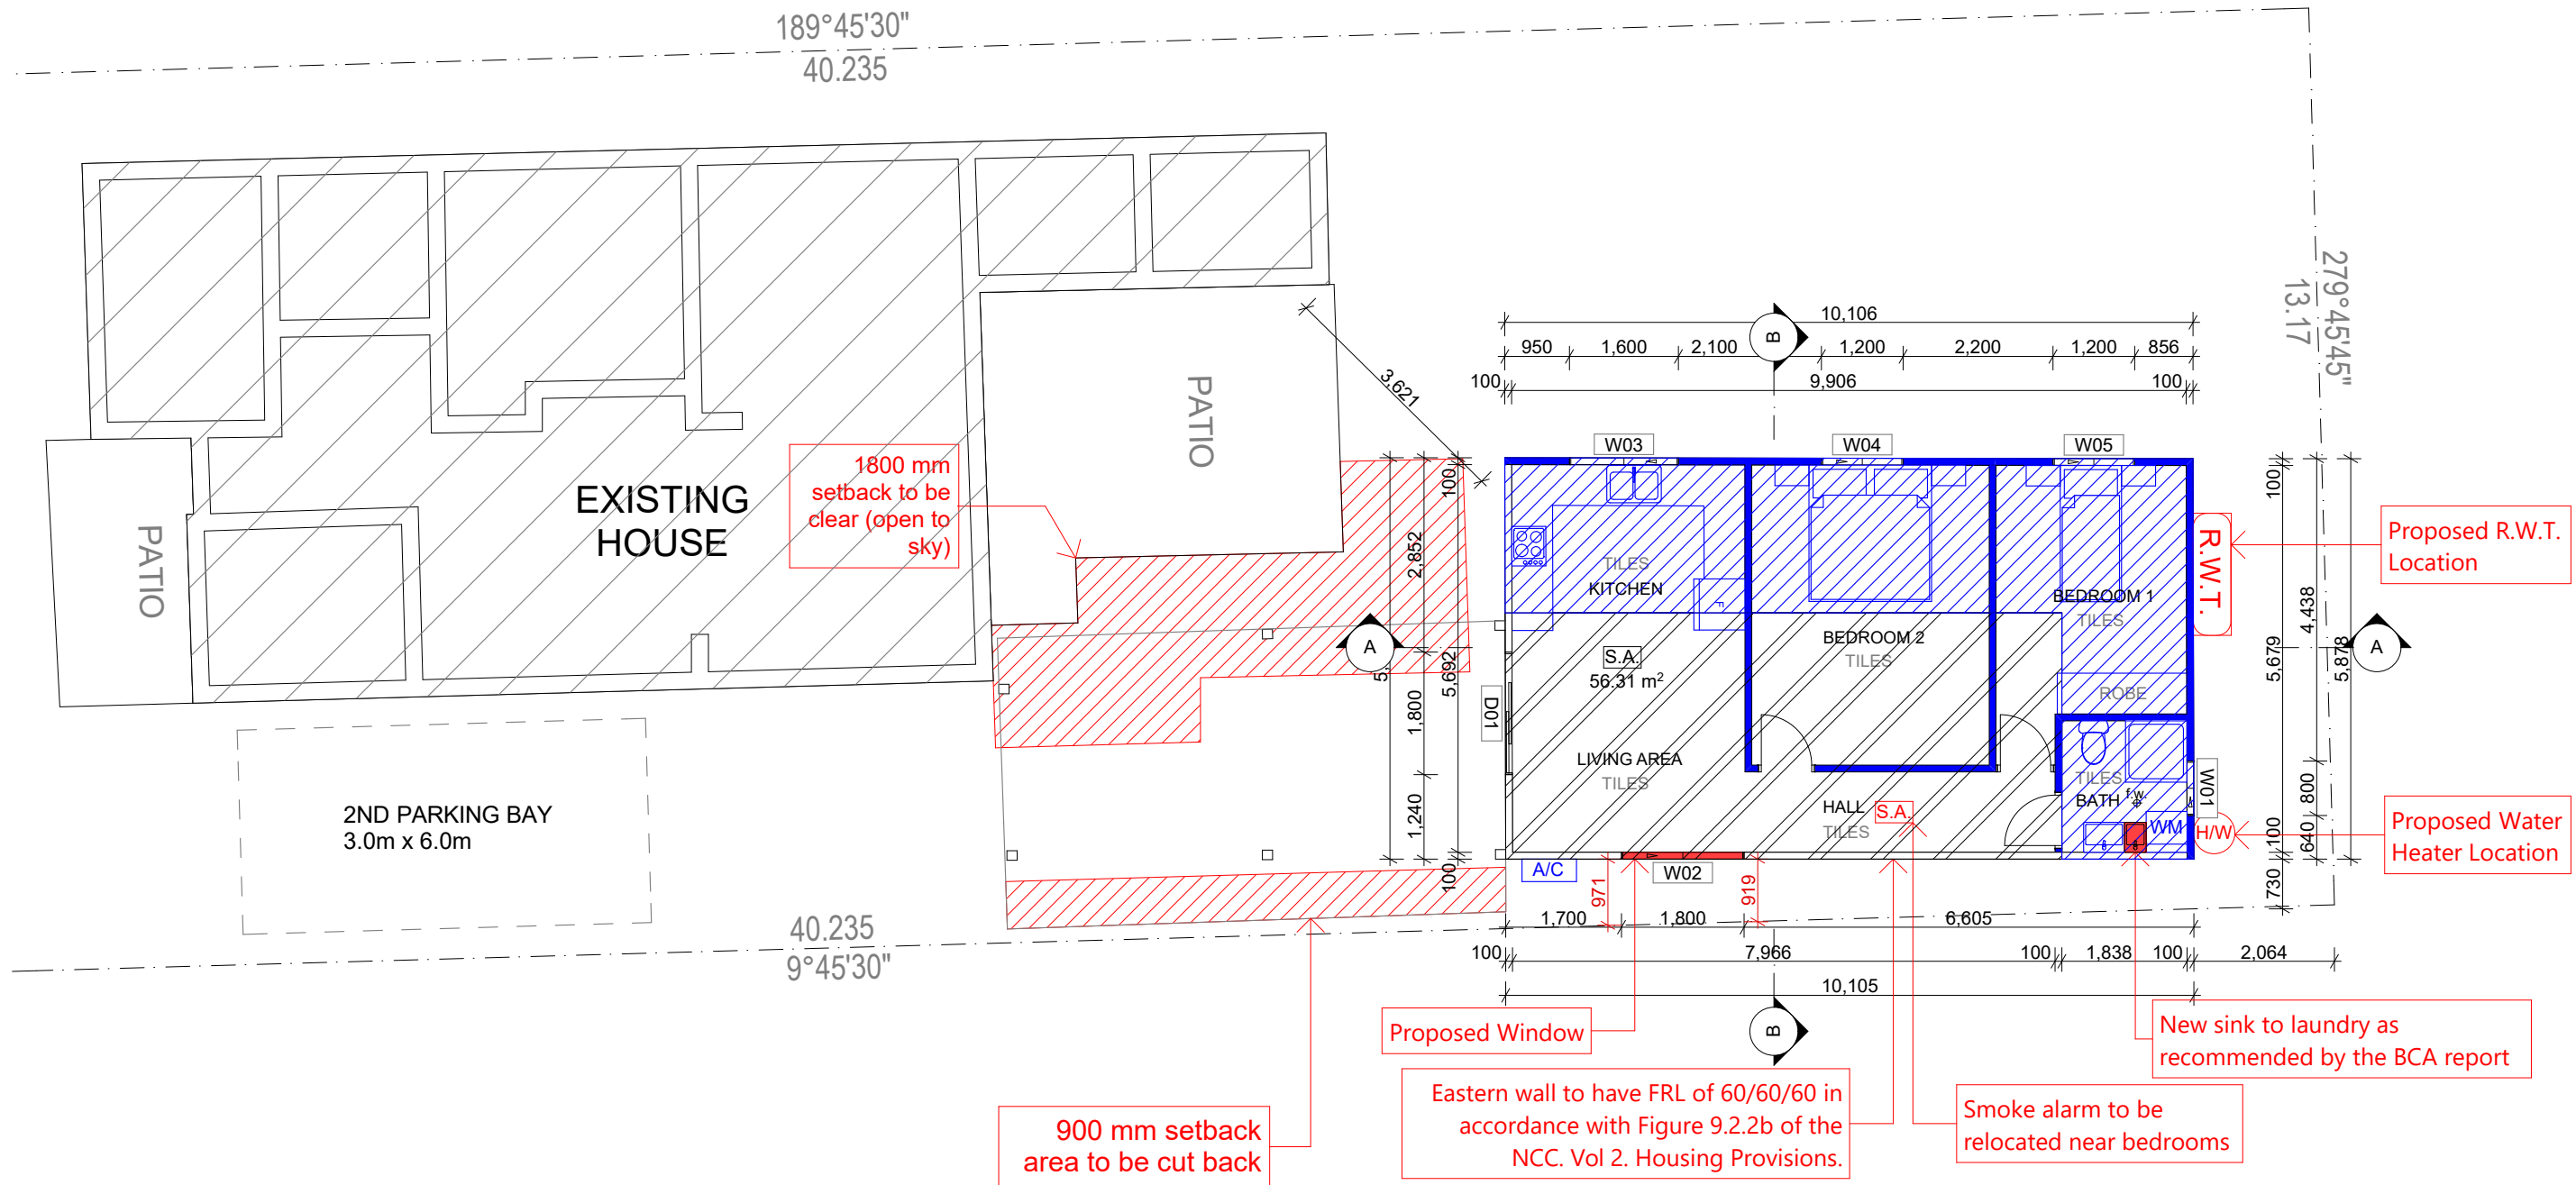 189°45'30"
40.235
279°45'45"
13.17
10,106
950
1,600
2,100
B
1,200
2,200
1,200
856
100
9,906
100
3,621
PATIO
W03
W04
W05
1800 mm
setback to be
clear (open to
sky)
EXISTING
HOUSE
PATIO
100
2,852
5,692
1,800
1,240
100
TILES
KITCHEN
F
BEDROOM 1
TILES
BEDROOM 2
TILES
S.A.
56.31 m²
A
D01
ROBE
LIVING AREA
TILES
HALL
TILES
S.A.
TILES
BATH
f.w.
WM
W01
H/W
R.W.T.
Proposed R.W.T.
Location
100
4,438
5,679
5,878
A
800
640
100
730
Proposed Water
Heater Location
2ND PARKING BAY
3.0m x 6.0m
A/C
W02
971
919
1,700
1,800
6,605
40.235
9°45'30"
100
7,966
100
1,838
100
2,064
10,105
Proposed Window
B
New sink to laundry as
recommended by the BCA report
Eastern wall to have FRL of 60/60/60 in
accordance with Figure 9.2.2b of the
NCC. Vol 2. Housing Provisions.
Smoke alarm to be
relocated near bedrooms
900 mm setback
area to be cut back